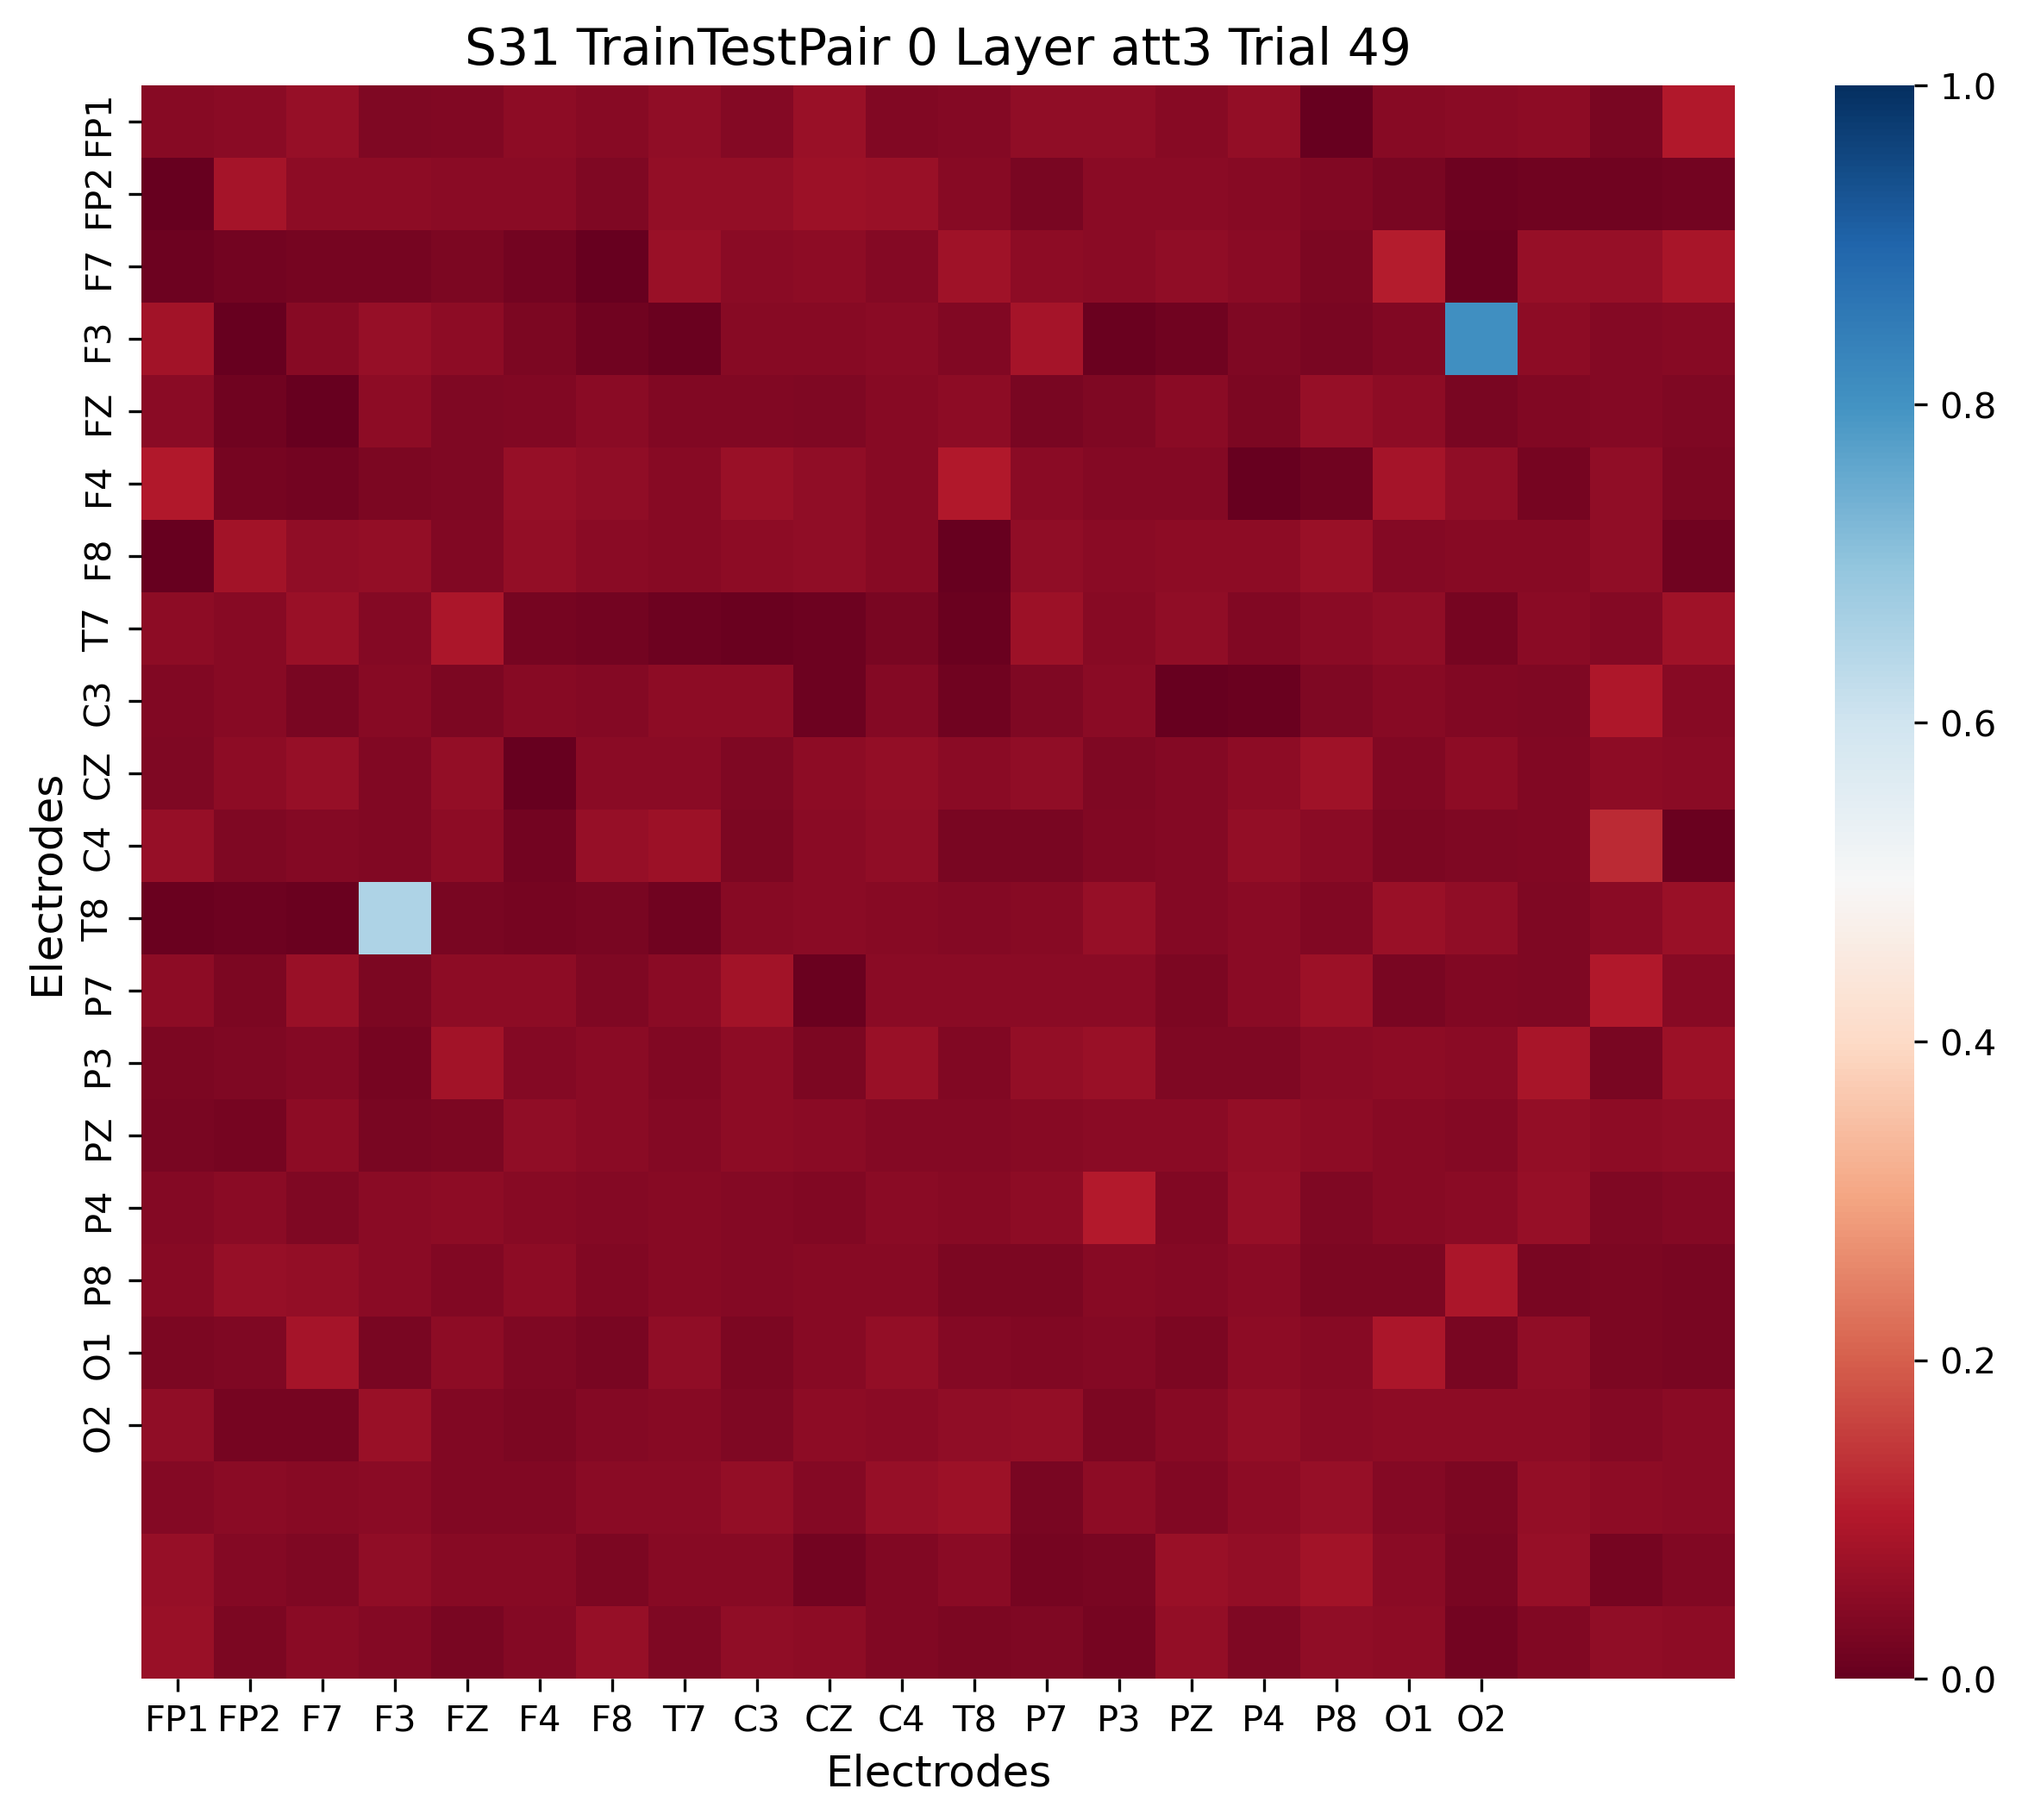 S31 TrainTestPair 0 Layer att3 Trial 49
Electrodes
FP1
FP2
F7
F3
FZ
F4
F8
T7
C3
CZ
C4
T8
P7
P3
PZ
P4
P8
O1
O2
FP1 FP2 F7 F3 FZ F4 F8 T7 C3 CZ C4 T8 P7 P3 PZ P4 P8 O1 O2
Electrodes
1.0
0.8
0.6
0.4
0.2
0.0